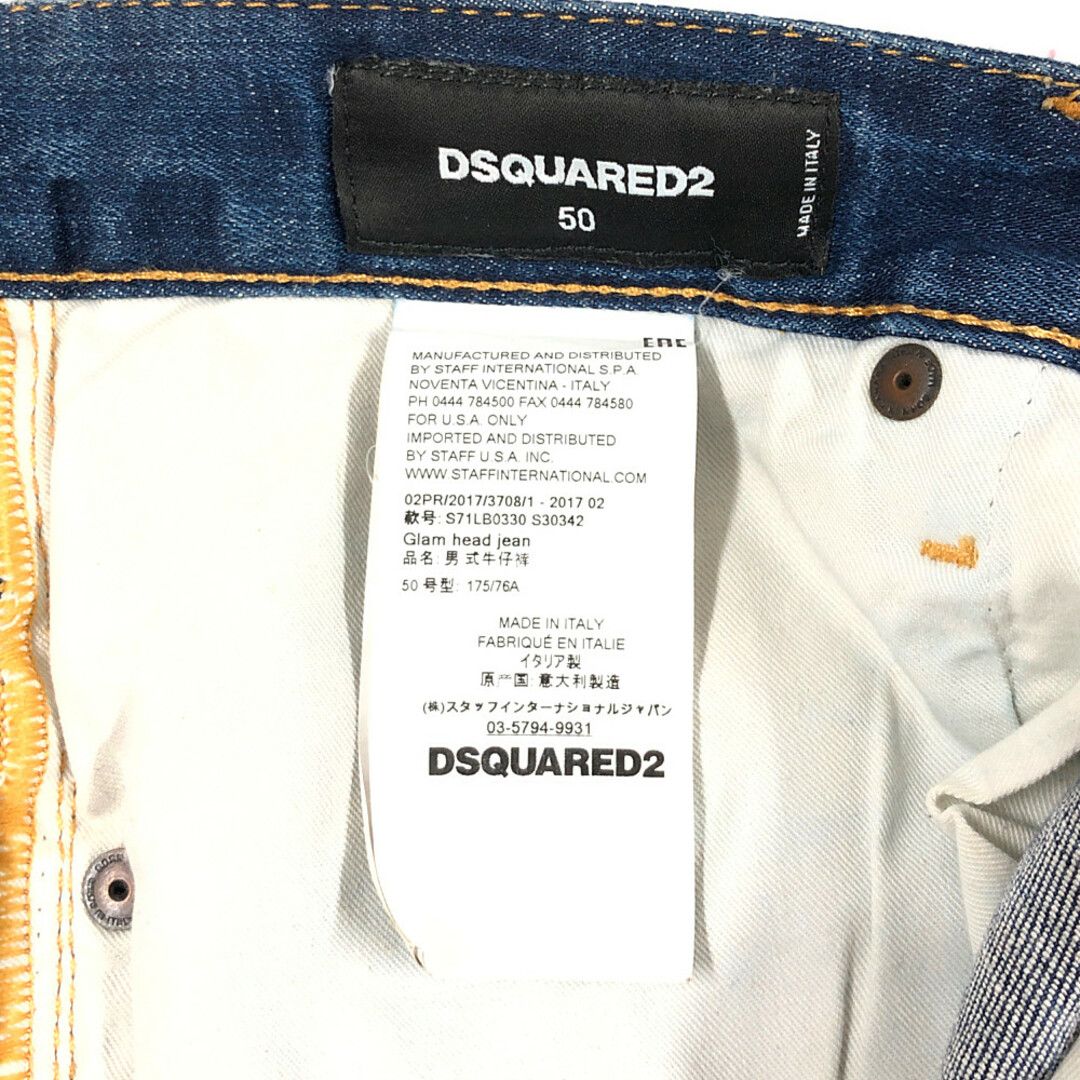 DSQUARED2
50
MADE IN ITALY
EAC
MANUFACTURED AND DISTRIBUTED
BY STAFF INTERNATIONAL S.P.A.
NOVENTA VICENTINA - ITALY
PH 0444 784500 FAX 0444 784580
FOR U.S.A. ONLY
IMPORTED AND DISTRIBUTED
BY STAFF U.S.A. INC.
WWW.STAFFINTERNATIONAL.COM
02PR/2017/3708/1 - 2017 02
款号: S71LB0330 S30342
Glam head jean
品名: 男 式牛仔裤
50 号型: 175/76A
MADE IN ITALY
FABRIQUÉ EN ITALIE
イタリア製
原产国: 意大利製造
(株)スタッフインターナショナルジャパン
03-5794-9931
DSQUARED2